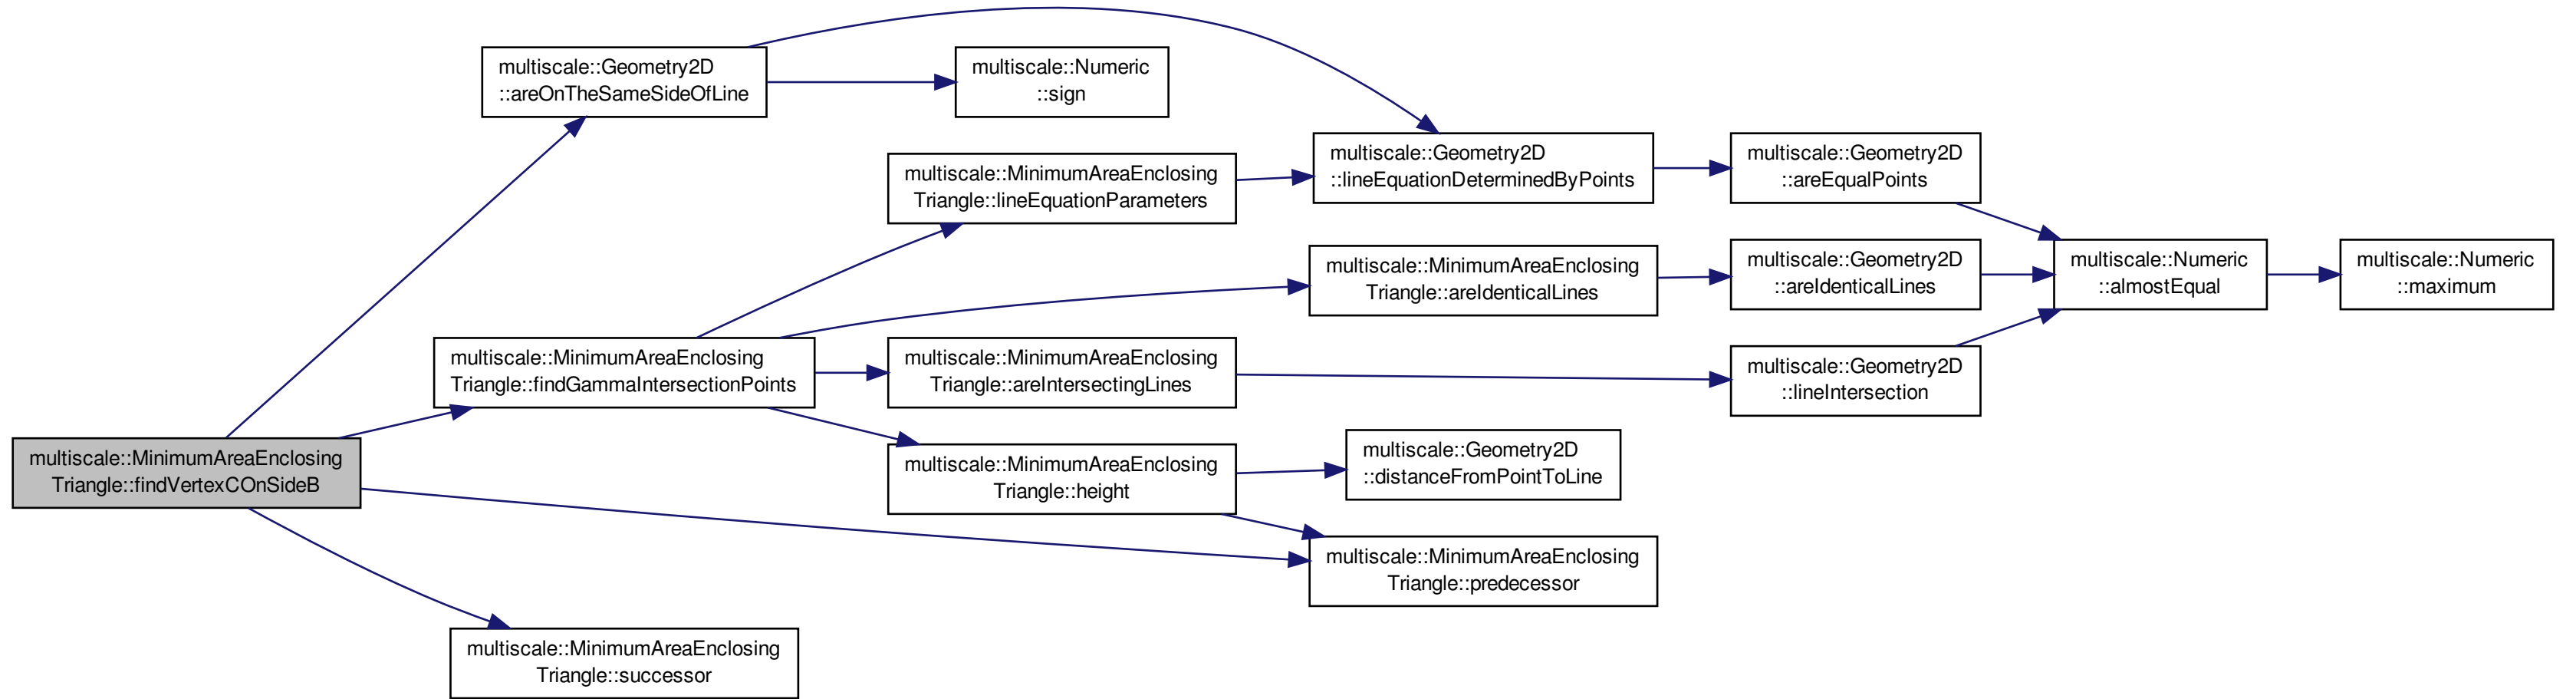 multiscale::Geometry2D
::areOnTheSameSideOfLine
multiscale::Numeric
::sign
multiscale::Geometry2D
::lineEquationDeterminedByPoints
multiscale::Geometry2D
::areEqualPoints
multiscale::MinimumAreaEnclosing
Triangle::lineEquationParameters
multiscale::MinimumAreaEnclosing
Triangle::areIdenticalLines
multiscale::Geometry2D
::areIdenticalLines
multiscale::Numeric
::almostEqual
multiscale::Numeric
::maximum
multiscale::MinimumAreaEnclosing
Triangle::findGammaIntersectionPoints
multiscale::MinimumAreaEnclosing
Triangle::areIntersectingLines
multiscale::Geometry2D
::lineIntersection
multiscale::MinimumAreaEnclosing
Triangle::findVertexCOnSideB
multiscale::MinimumAreaEnclosing
Triangle::height
multiscale::Geometry2D
::distanceFromPointToLine
multiscale::MinimumAreaEnclosing
Triangle::predecessor
multiscale::MinimumAreaEnclosing
Triangle::successor